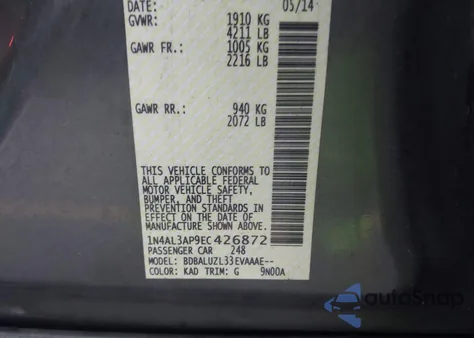 DATE: 05/14
GVWR: 1910 KG
4211 LB
GAWR FR.: 1005 KG
2216 LB
GAWR RR.: 940 KG
2072 LB
THIS VEHICLE CONFORMS TO
ALL APPLICABLE FEDERAL
MOTOR VEHICLE SAFETY,
BUMPER, AND THEFT
PREVENTION STANDARDS
IN EFFECT ON THE DATE OF
MANUFACTURE SHOWN ABOVE.
1N4AL3AP9EC426872
PASSENGER CAR 248
MODEL: BDBALUZL33EVAAAE--
COLOR: KAD TRIM: G 9N00A
autoSnap